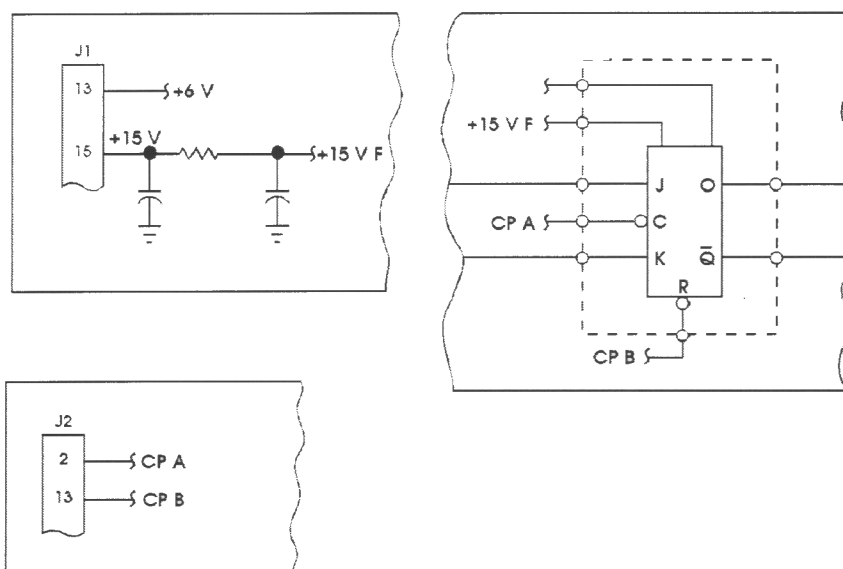 J1
13
+6 V
+15 V
15
+15 V F
+15 V F
J
O
CP A
C
K
Q̅
R
CP B
J2
2
CP A
13
CP B